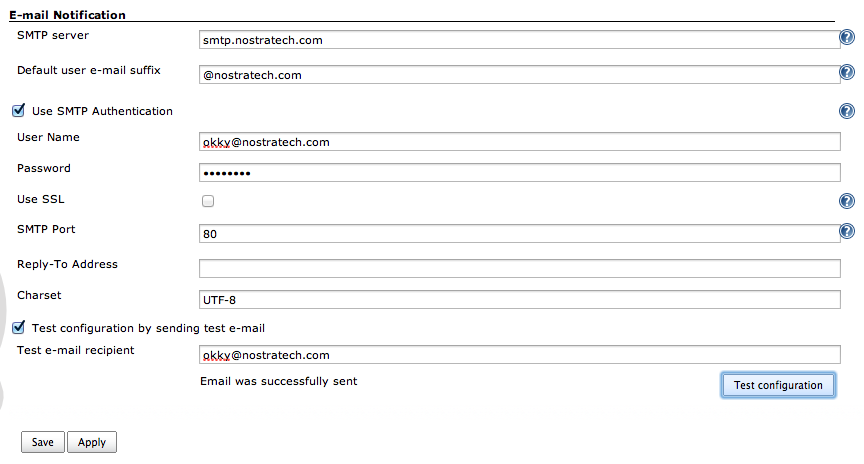 E-mail Notification
SMTP server
smtp.nostratech.com
?
Default user e-mail suffix
@nostratech.com
?
Use SMTP Authentication
?
User Name
okky@nostratech.com
Password
••••••••
Use SSL
?
SMTP Port
80
?
Reply-To Address
Charset
UTF-8
Test configuration by sending test e-mail
Test e-mail recipient
okky@nostratech.com
Email was successfully sent
Test configuration
Save
Apply